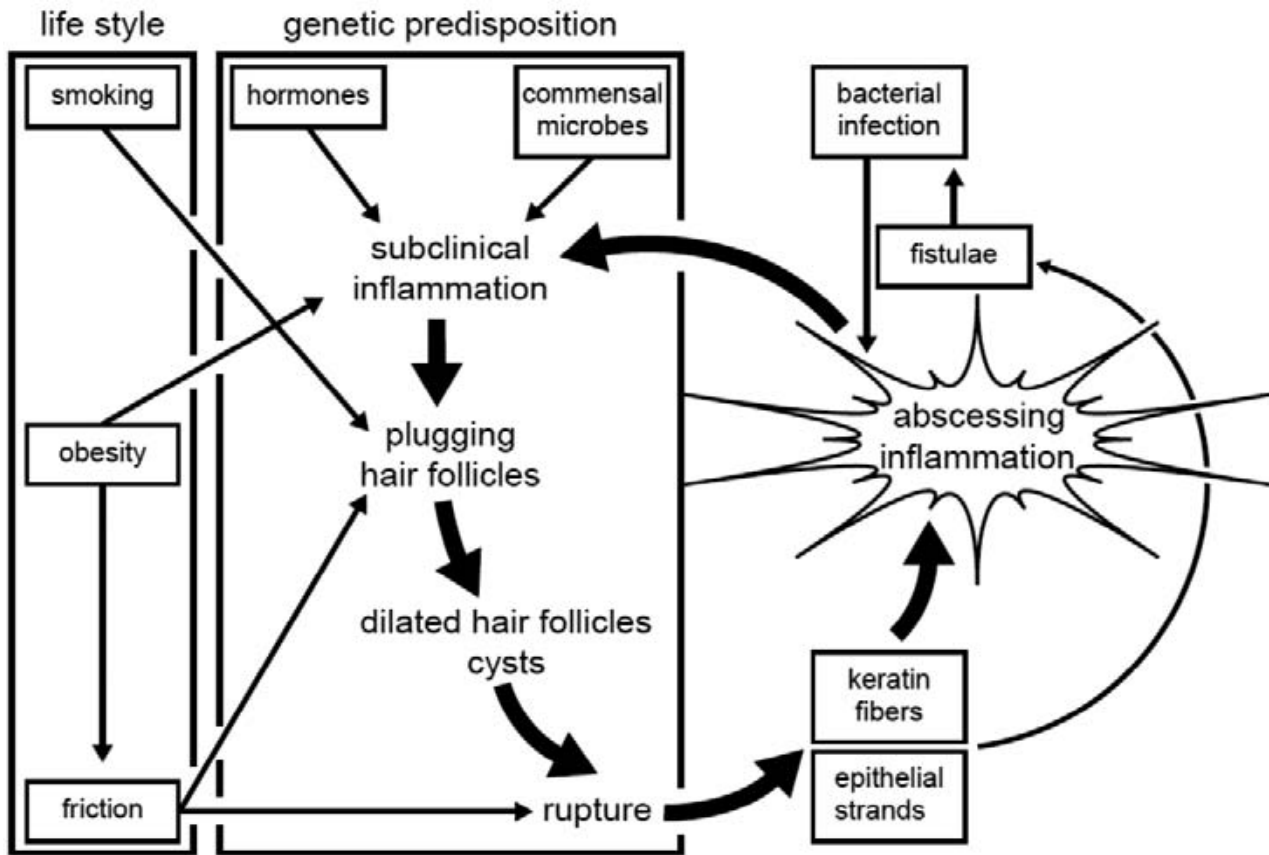 life style
genetic predisposition
smoking
hormones
commensal
microbes
bacterial
infection
subclinical
inflammation
fistulae
obesity
plugging
hair follicles
abscessing
inflammation
dilated hair follicles
cysts
keratin
fibers
friction
rupture
epithelial
strands